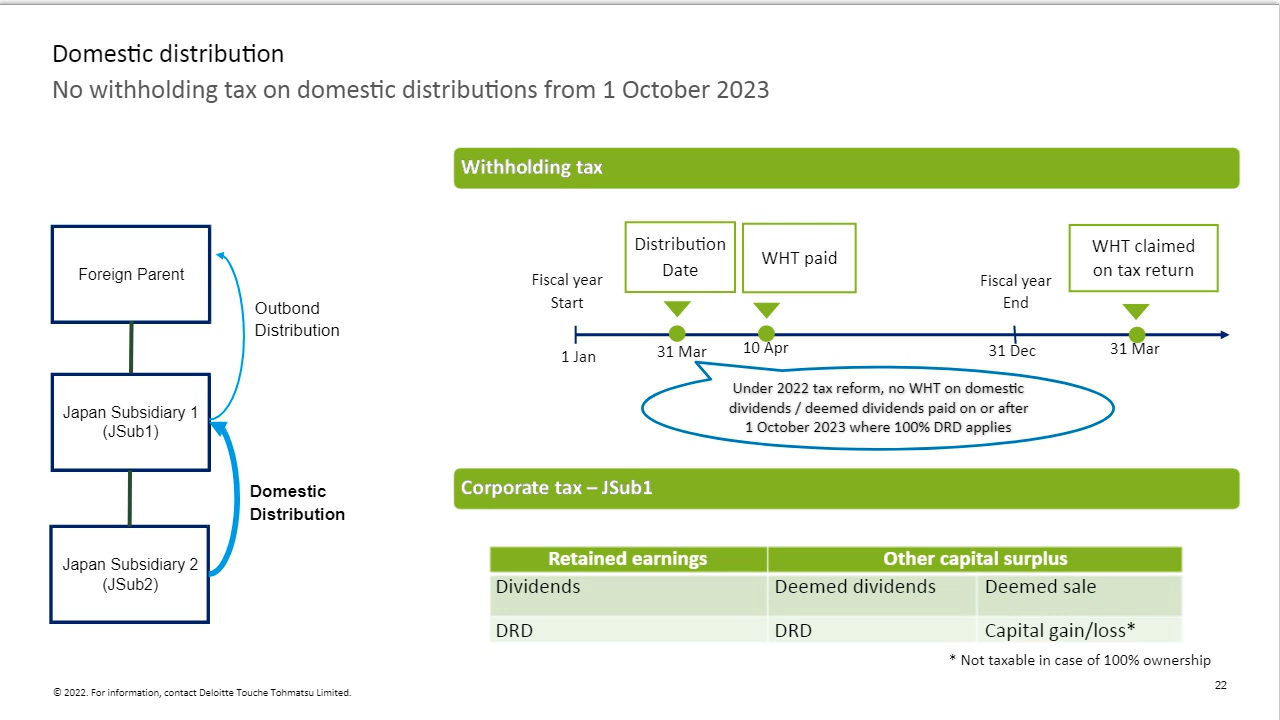 Domestic distribution
No withholding tax on domestic distributions from 1 October 2023
Withholding tax
Foreign Parent
Outbond
Distribution
Japan Subsidiary 1
(JSub1)
Domestic
Distribution
Japan Subsidiary 2
(JSub2)
Fiscal year
Start
Distribution
Date
WHT paid
Fiscal year
End
WHT claimed
on tax return
1 Jan
31 Mar
10 Apr
31 Dec
31 Mar
Under 2022 tax reform, no WHT on domestic
dividends / deemed dividends paid on or after
1 October 2023 where 100% DRD applies
Corporate tax – JSub1
Retained earnings Other capital surplus
Dividends Deemed dividends Deemed sale
DRD DRD Capital gain/loss*
* Not taxable in case of 100% ownership
© 2022. For information, contact Deloitte Touche Tohmatsu Limited.
22